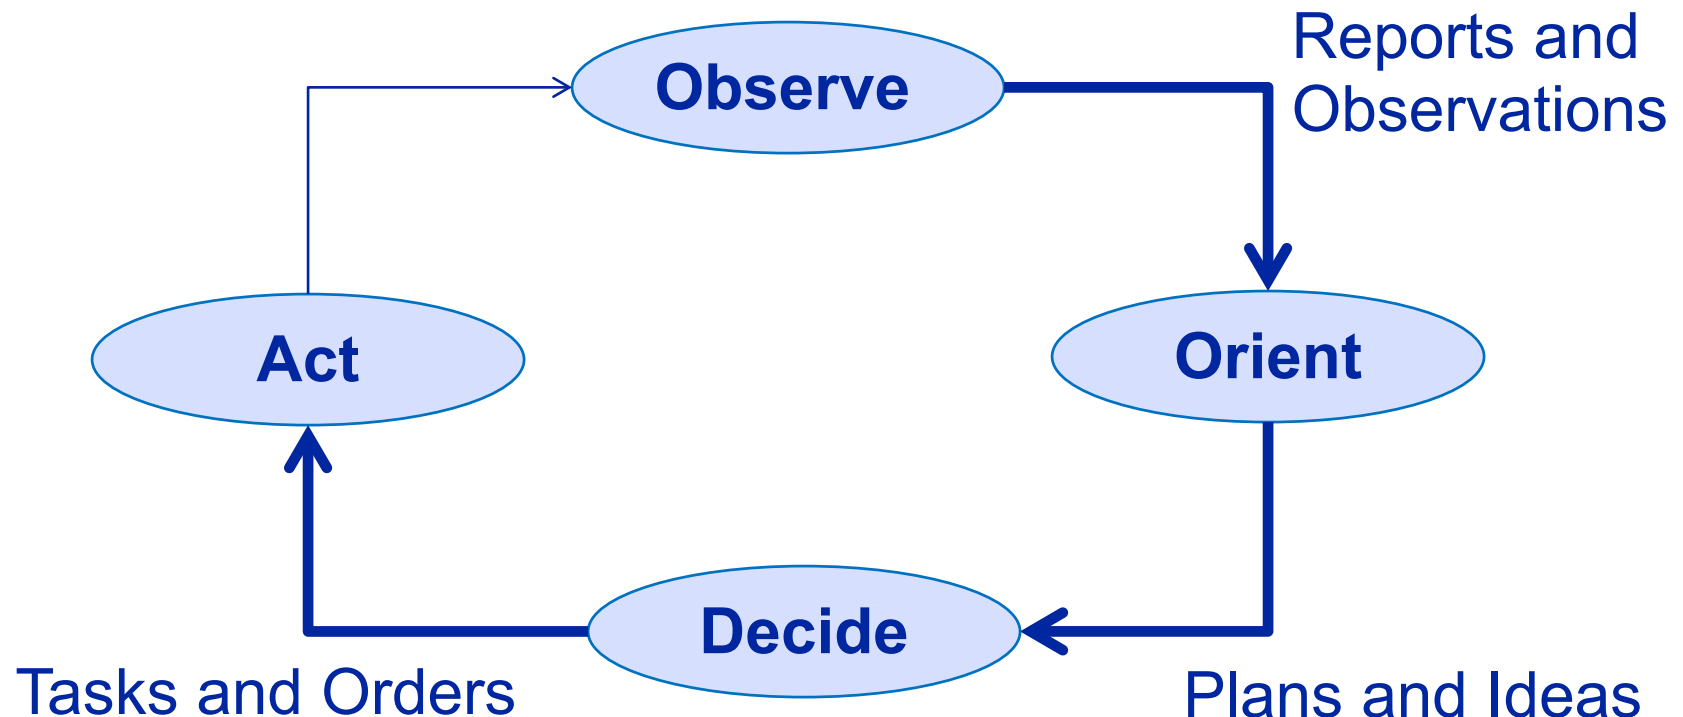 Observe
Reports and
Observations
Act
Orient
Decide
Tasks and Orders
Plans and Ideas